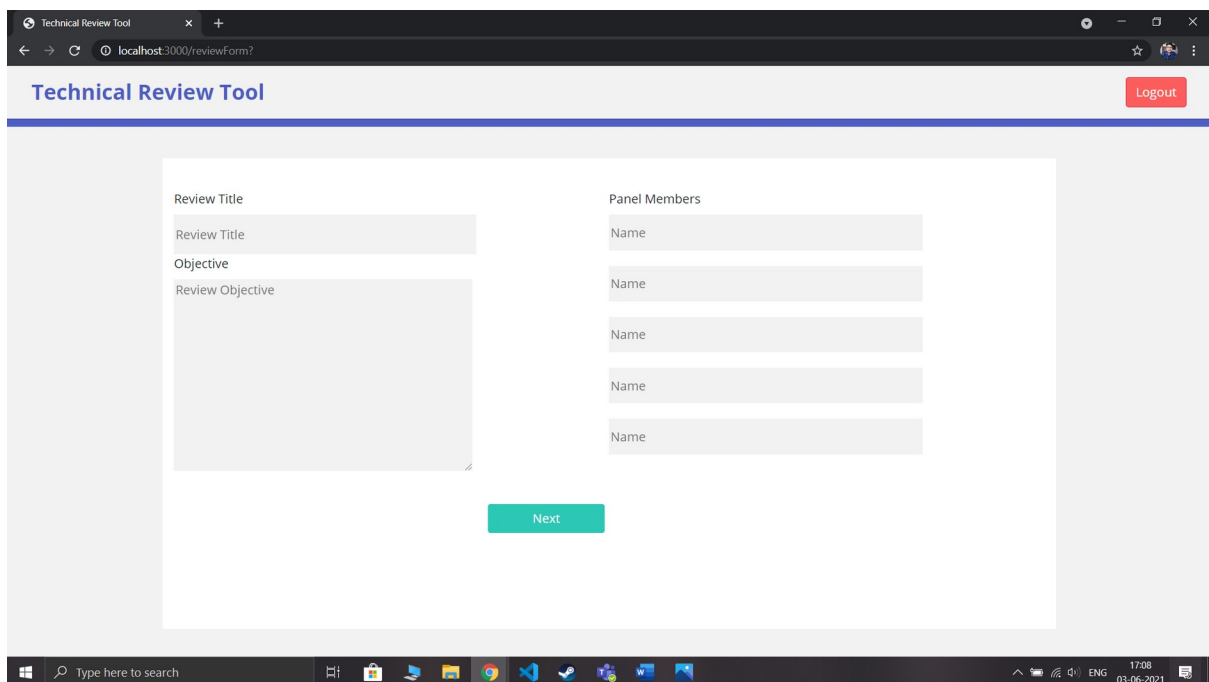 Technical Review Tool
localhost:3000/reviewForm?
Technical Review Tool
Logout
Review Title
Review Title
Objective
Review Objective
Panel Members
Name
Name
Name
Name
Name
Next
Type here to search
ENG
17:08
03-06-2021